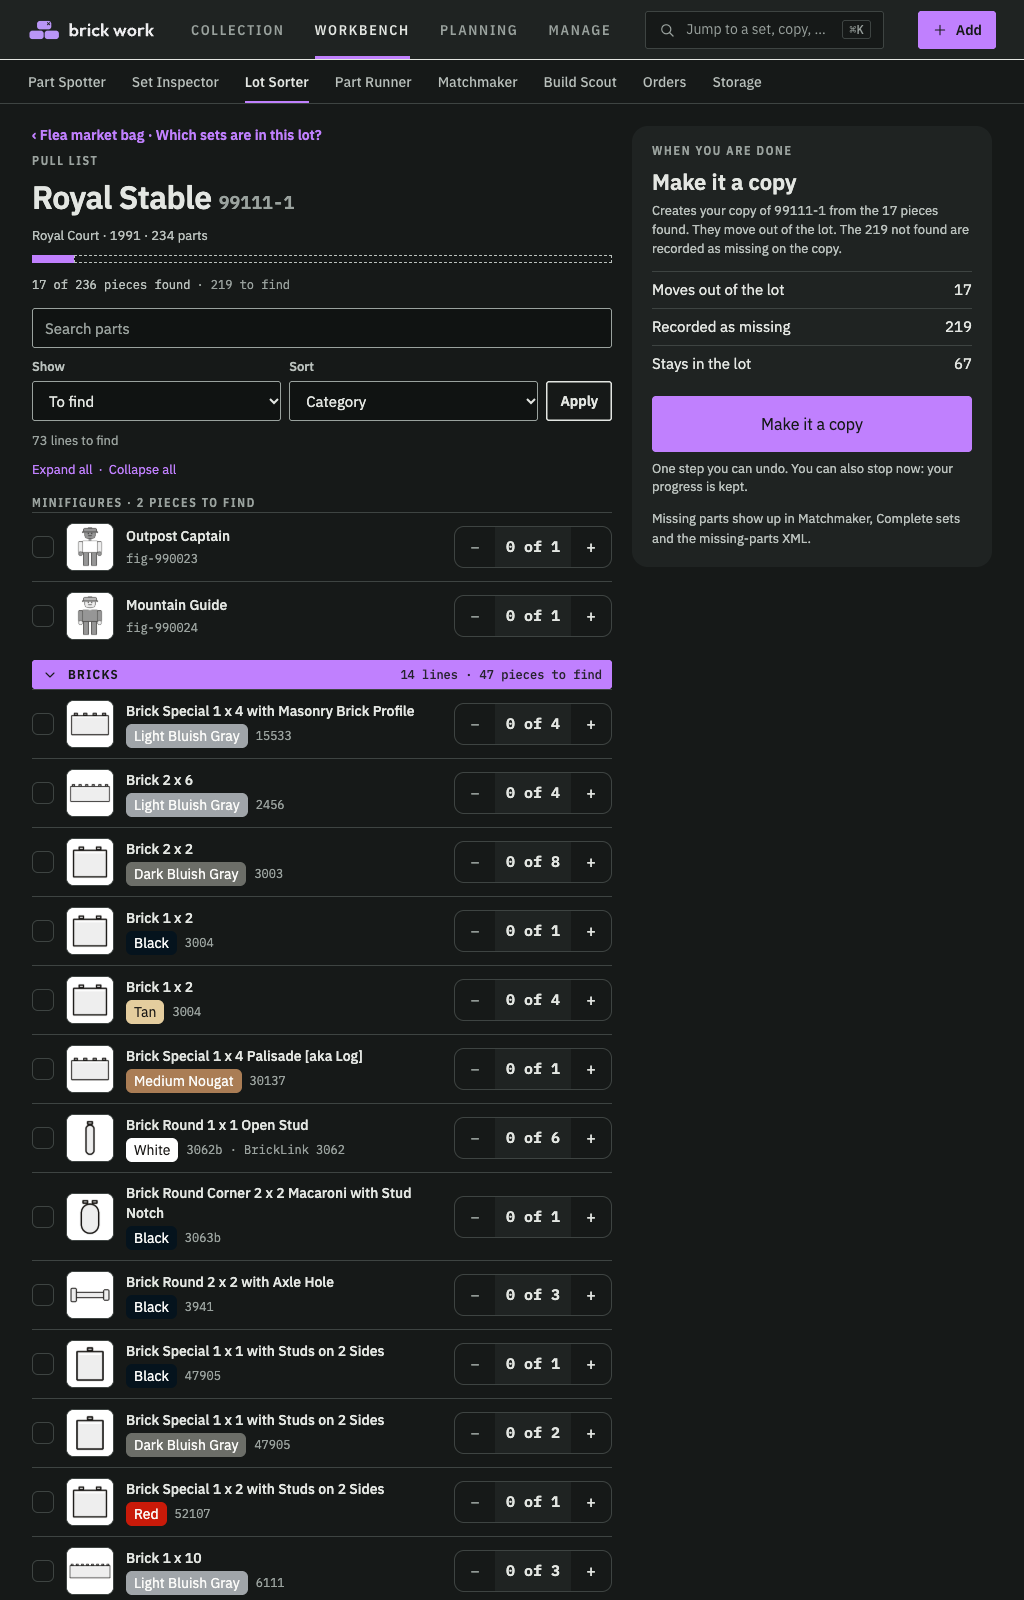 brick work
COLLECTION
WORKBENCH
PLANNING
MANAGE
Jump to a set, copy, ...
⌘K
+ Add
Part Spotter
Set Inspector
Lot Sorter
Part Runner
Matchmaker
Build Scout
Orders
Storage
‹ Flea market bag · Which sets are in this lot?
PULL LIST
Royal Stable 99111-1
Royal Court · 1991 · 234 parts
17 of 236 pieces found · 219 to find
Search parts
Show
Sort
To find
Category
Apply
73 lines to find
Expand all · Collapse all
MINIFIGURES · 2 PIECES TO FIND
Outpost Captain
fig-990023
− 0 of 1 +
Mountain Guide
fig-990024
− 0 of 1 +
BRICKS
14 lines · 47 pieces to find
Brick Special 1 x 4 with Masonry Brick Profile
Light Bluish Gray 15533
− 0 of 4 +
Brick 2 x 6
Light Bluish Gray 2456
− 0 of 4 +
Brick 2 x 2
Dark Bluish Gray 3003
− 0 of 8 +
Brick 1 x 2
Black 3004
− 0 of 1 +
Brick 1 x 2
Tan 3004
− 0 of 4 +
Brick Special 1 x 4 Palisade [aka Log]
Medium Nougat 30137
− 0 of 1 +
Brick Round 1 x 1 Open Stud
White 3062b · BrickLink 3062
− 0 of 6 +
Brick Round Corner 2 x 2 Macaroni with Stud
Notch
Black 3063b
− 0 of 1 +
Brick Round 2 x 2 with Axle Hole
Black 3941
− 0 of 3 +
Brick Special 1 x 1 with Studs on 2 Sides
Black 47905
− 0 of 1 +
Brick Special 1 x 1 with Studs on 2 Sides
Dark Bluish Gray 47905
− 0 of 2 +
Brick Special 1 x 2 with Studs on 2 Sides
Red 52107
− 0 of 1 +
Brick 1 x 10
Light Bluish Gray 6111
− 0 of 3 +
WHEN YOU ARE DONE
Make it a copy
Creates your copy of 99111-1 from the 17 pieces
found. They move out of the lot. The 219 not found are
recorded as missing on the copy.
Moves out of the lot 17
Recorded as missing 219
Stays in the lot 67
Make it a copy
One step you can undo. You can also stop now: your
progress is kept.
Missing parts show up in Matchmaker, Complete sets
and the missing-parts XML.